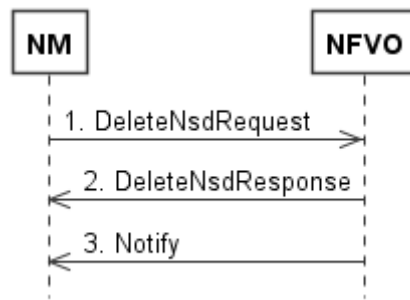 NM
NFVO
1. DeleteNsdRequest
2. DeleteNsdResponse
3. Notify